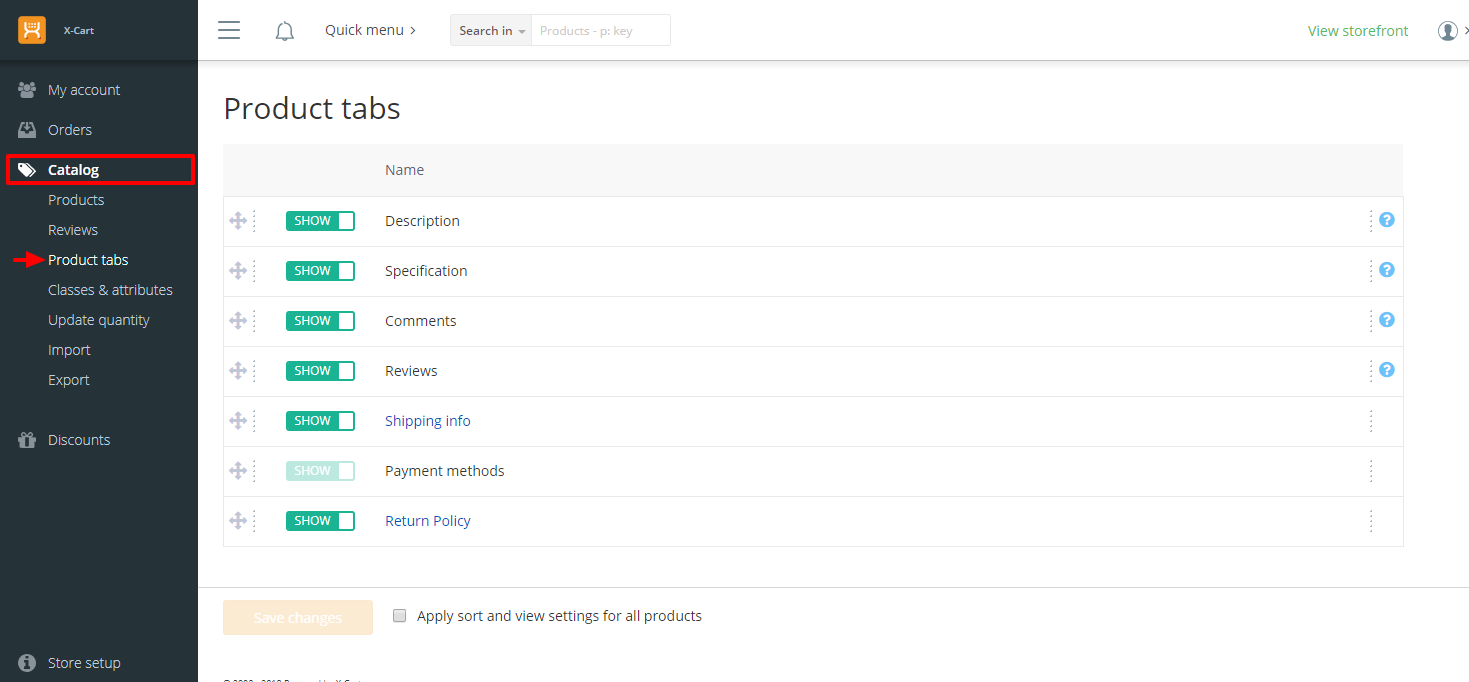 X-Cart
Quick menu
Search in
Products - p: key
View storefront
My account
Orders
Catalog
Products
Reviews
Product tabs
Classes & attributes
Update quantity
Import
Export
Discounts
Store setup
Product tabs
Name
SHOW Description ?
SHOW Specification ?
SHOW Comments ?
SHOW Reviews ?
SHOW Shipping info
SHOW Payment methods
SHOW Return Policy
Save changes
Apply sort and view settings for all products